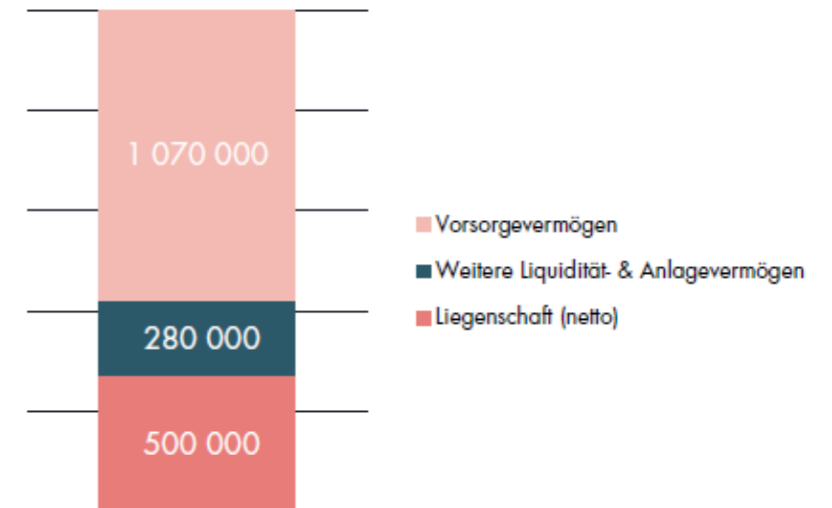 1 070 000
280 000
500 000
Vorsorgevermögen
Weitere Liquidität- & Anlagevermögen
Liegenschaft (netto)